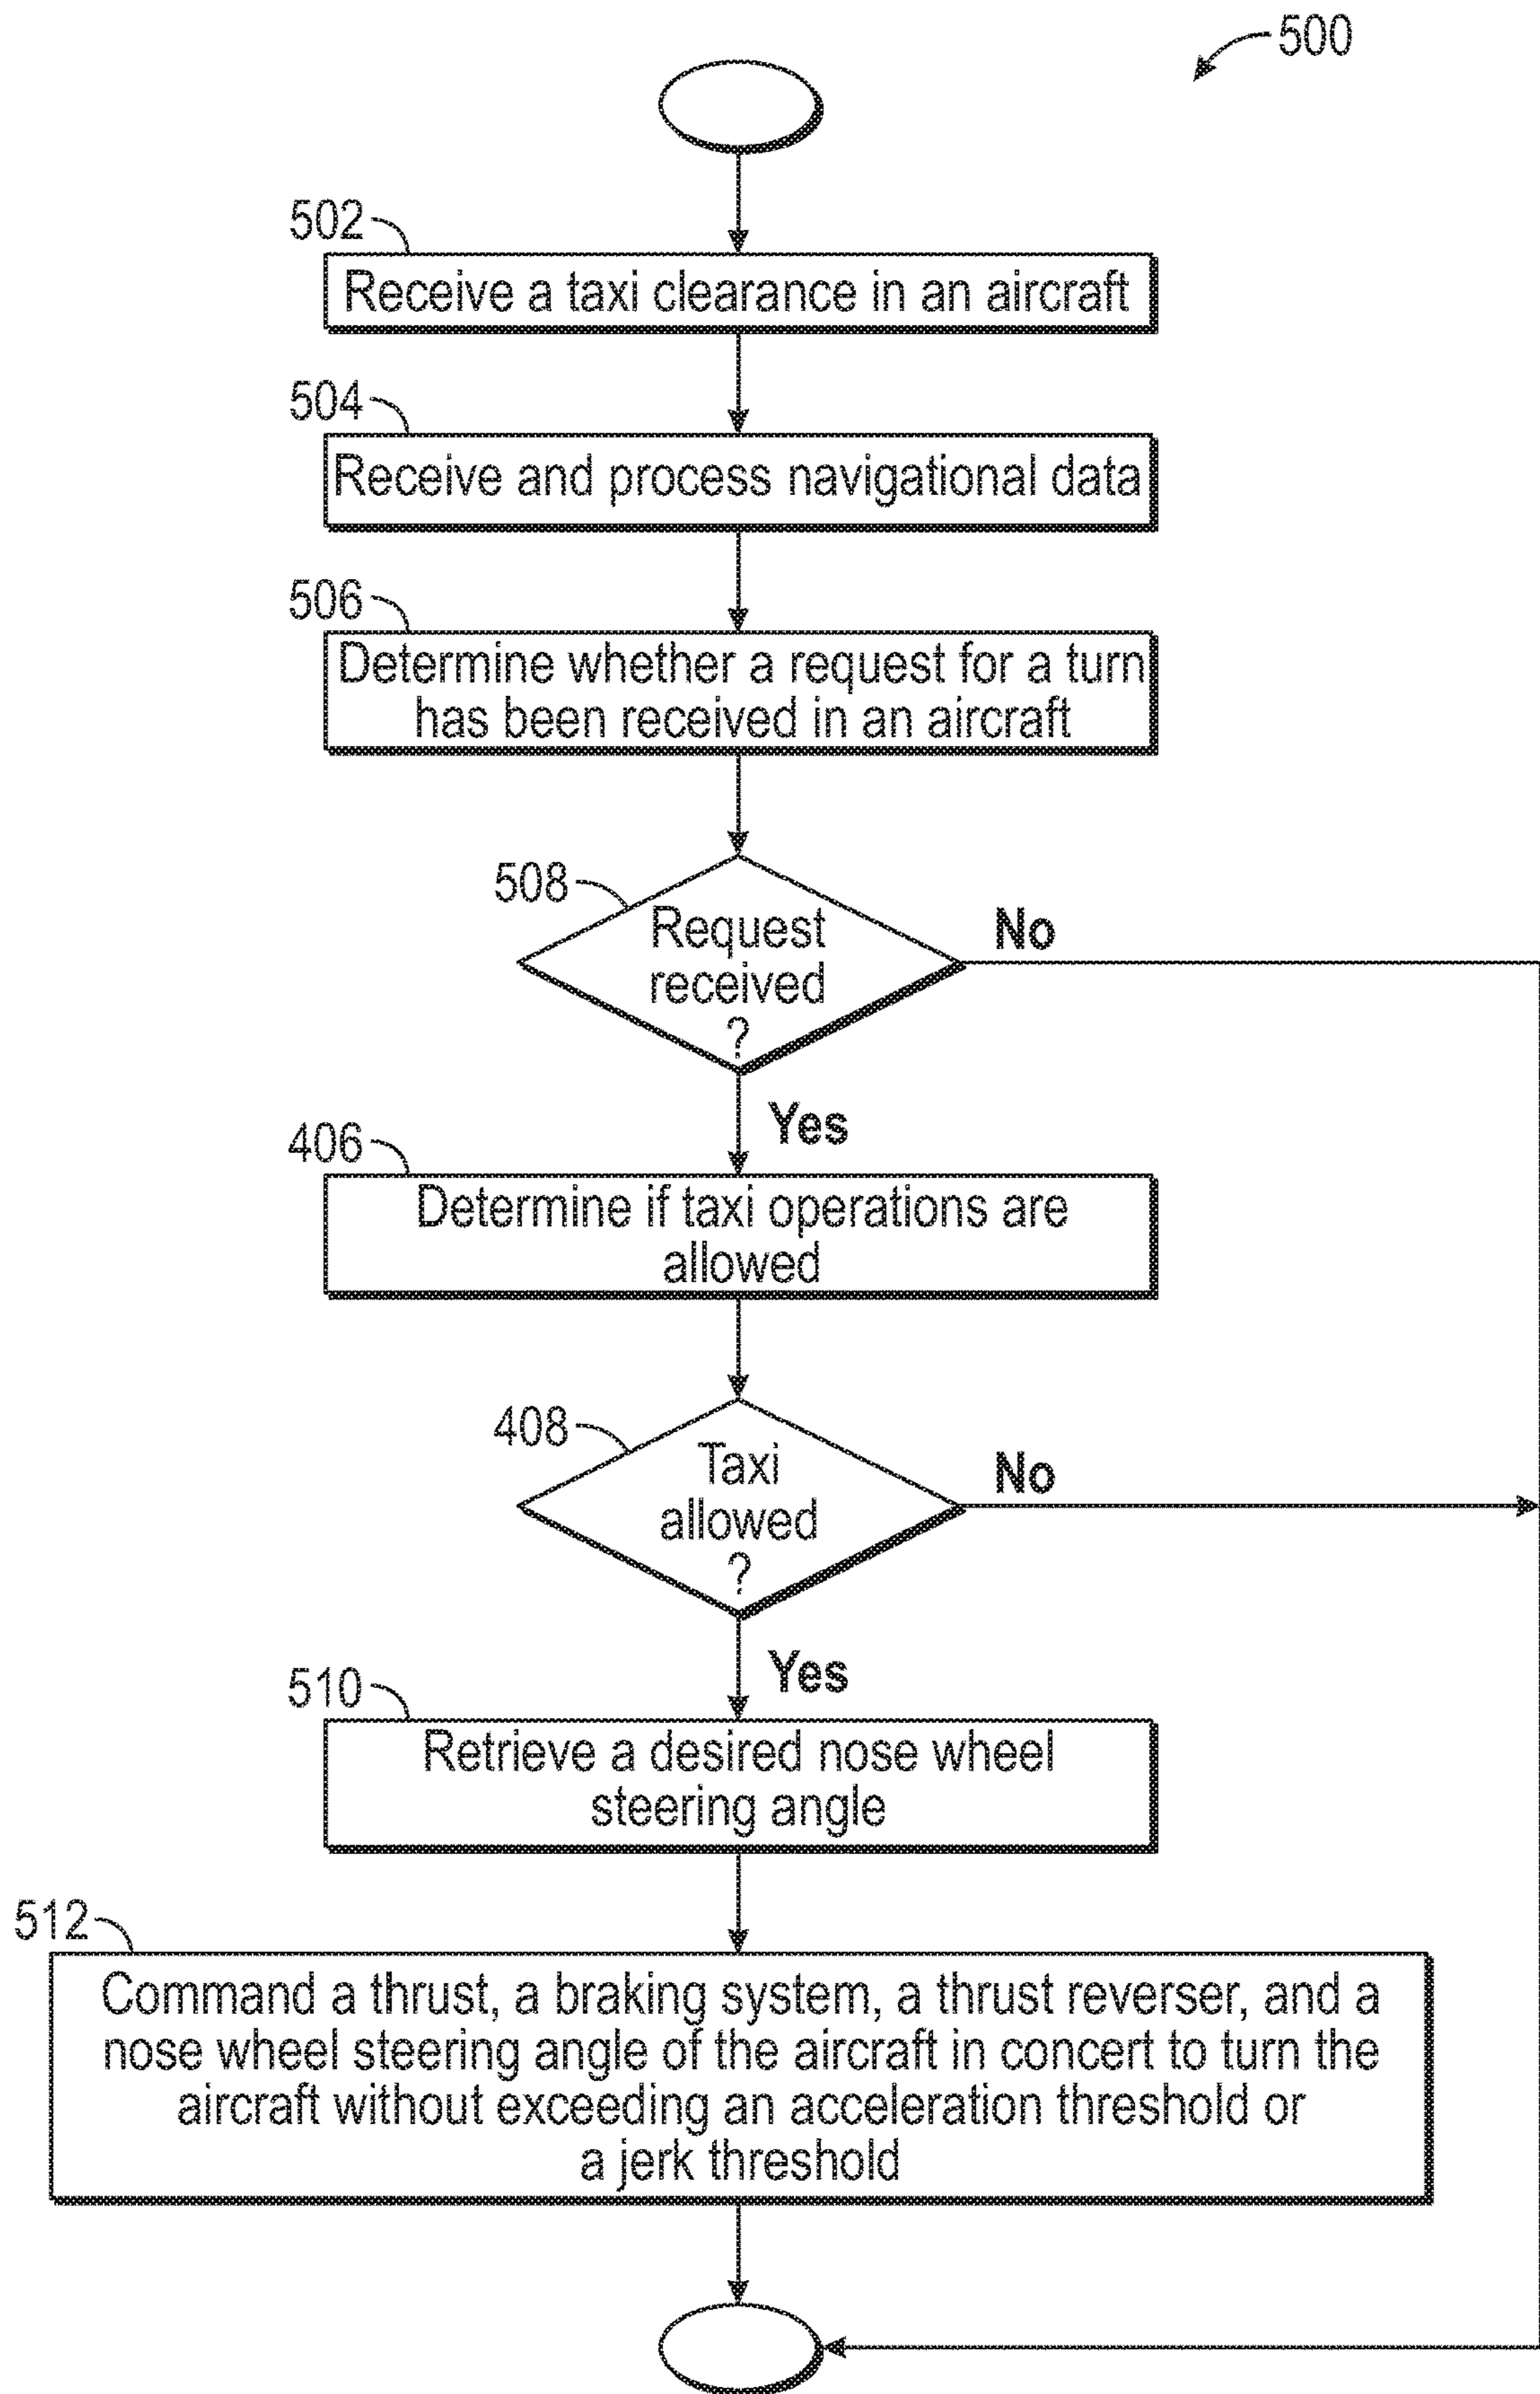 500
502
Receive a taxi clearance in an aircraft
504
Receive and process navigational data
506
Determine whether a request for a turn
has been received in an aircraft
508
Request
received
?
No
Yes
406
Determine if taxi operations are
allowed
408
Taxi
allowed
?
No
Yes
510
Retrieve a desired nose wheel
steering angle
512
Command a thrust, a braking system, a thrust reverser, and a
nose wheel steering angle of the aircraft in concert to turn the
aircraft without exceeding an acceleration threshold or
a jerk threshold